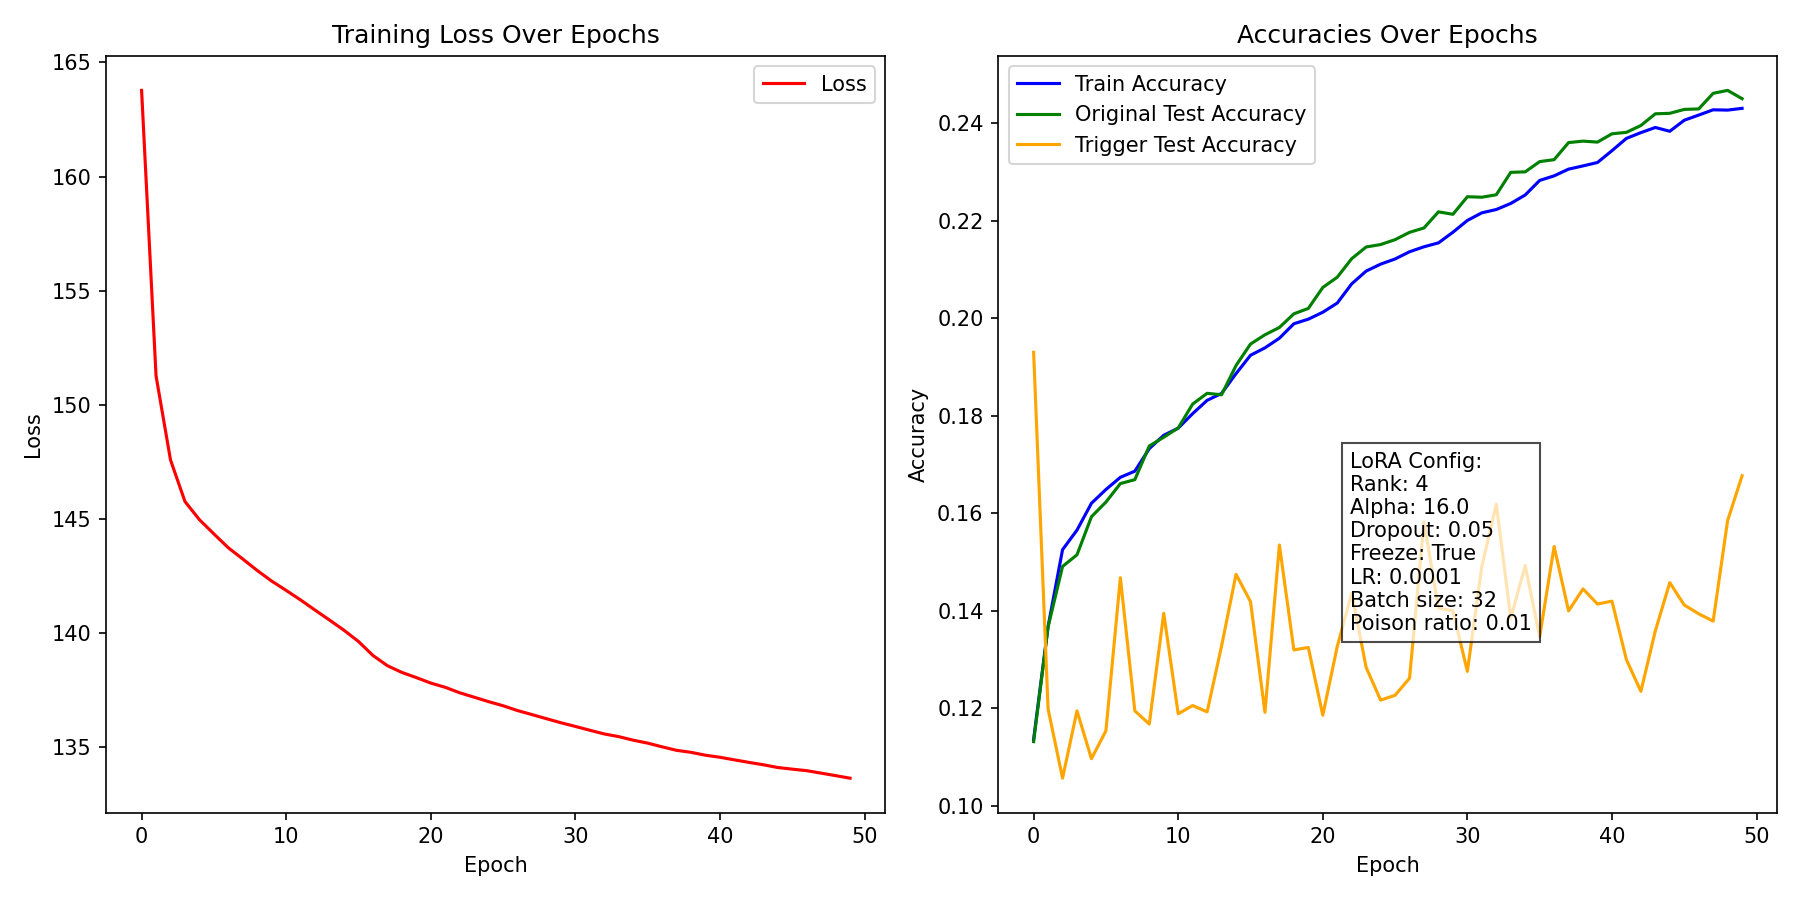 Training Loss Over Epochs
Loss
165
160
155
150
145
140
135
Loss
0
10
20
30
40
50
Epoch
Accuracies Over Epochs
Train Accuracy
Original Test Accuracy
Trigger Test Accuracy
0.24
0.22
0.20
0.18
0.16
0.14
0.12
0.10
Accuracy
LoRA Config:
Rank: 4
Alpha: 16.0
Dropout: 0.05
Freeze: True
LR: 0.0001
Batch size: 32
Poison ratio: 0.01
0
10
20
30
40
50
Epoch